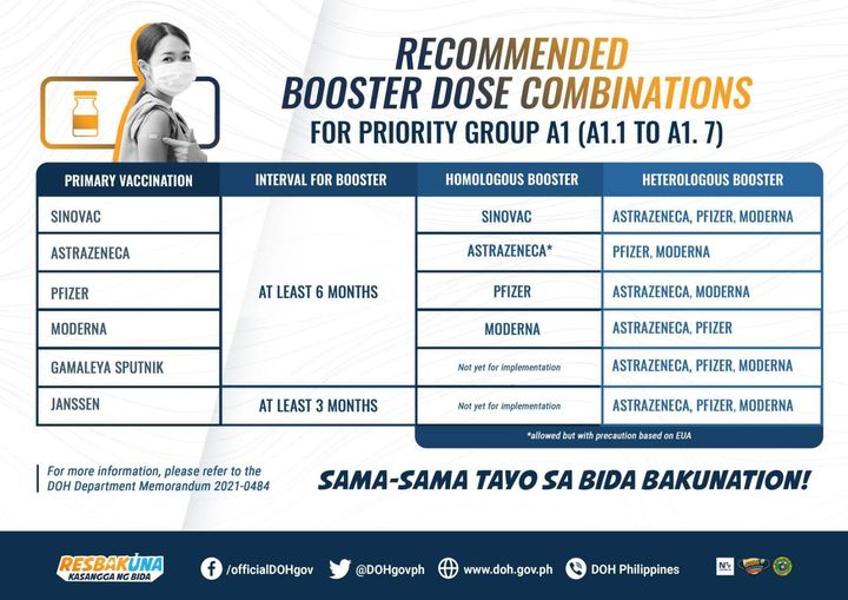 RECOMMENDED
BOOSTER DOSE COMBINATIONS
FOR PRIORITY GROUP A1 (A1.1 TO A1. 7)
PRIMARY VACCINATION INTERVAL FOR BOOSTER HOMOLOGOUS BOOSTER HETEROLOGOUS BOOSTER
SINOVAC SINOVAC ASTRAZENECA, PFIZER, MODERNA
ASTRAZENECA ASTRAZENECA* PFIZER, MODERNA
PFIZER AT LEAST 6 MONTHS PFIZER ASTRAZENECA, MODERNA
MODERNA MODERNA ASTRAZENECA, PFIZER
GAMALEYA SPUTNIK Not yet for implementation ASTRAZENECA, PFIZER, MODERNA
JANSSEN AT LEAST 3 MONTHS Not yet for implementation ASTRAZENECA, PFIZER, MODERNA
*allowed but with precaution based on EUA
For more information, please refer to the
DOH Department Memorandum 2021-0484
SAMA-SAMA TAYO SA BIDA BAKUNATION!
RESBAKUNA
KASANGGA NG BIDA
/officialDOHgov @DOHgovph www.doh.gov.ph DOH Philippines